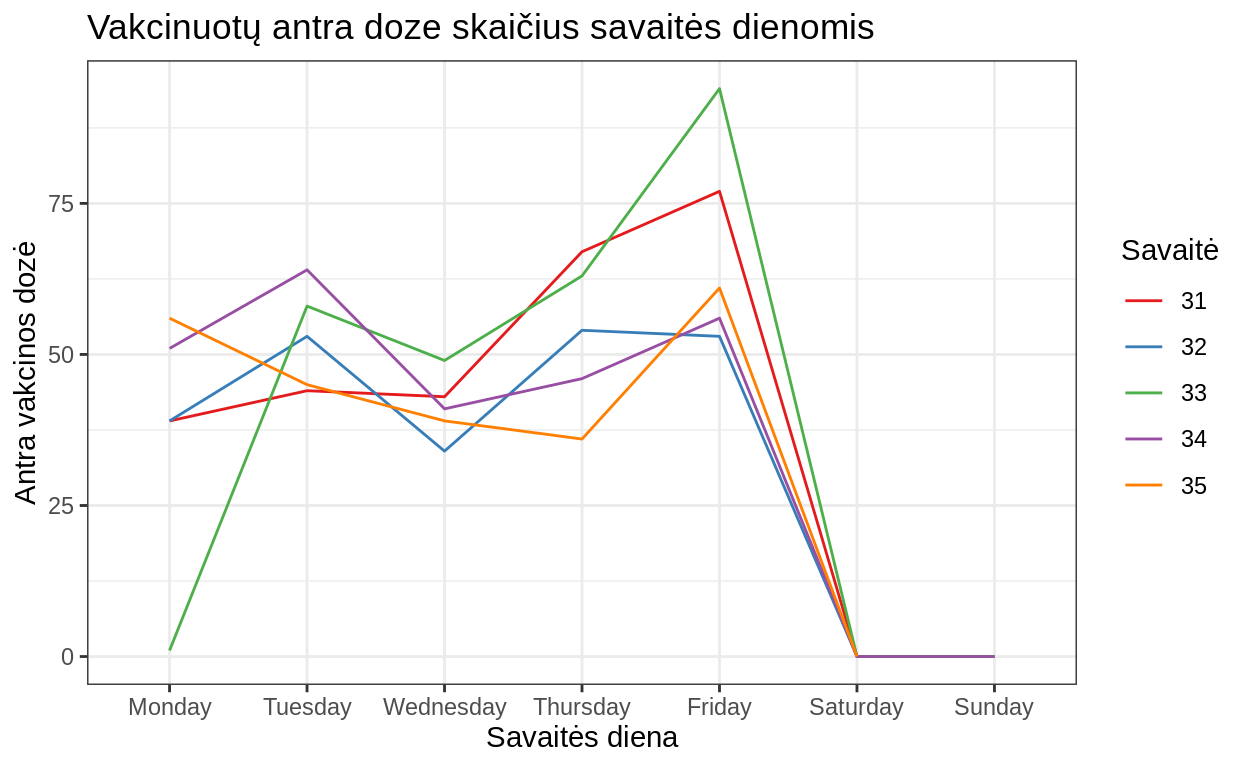 Vakcinuotų antra doze skaičius savaitės dienomis
Antra vakcinos dozė
75
50
25
0
Monday Tuesday Wednesday Thursday Friday Saturday Sunday
Savaitės diena
Savaitė
31
32
33
34
35